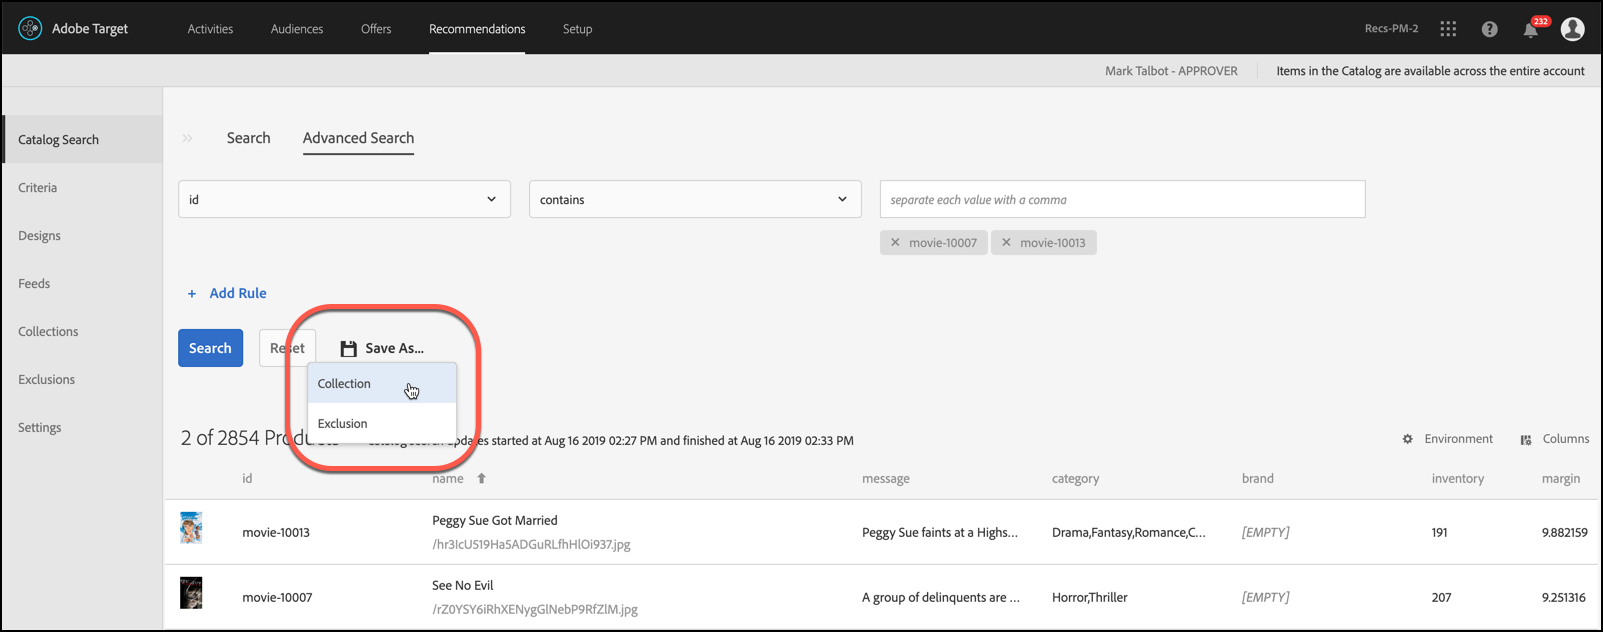 Adobe Target
Activities
Audiences
Offers
Recommendations
Setup
Recs-PM-2
232
Mark Talbot - APPROVER
Items in the Catalog are available across the entire account
Catalog Search
Criteria
Designs
Feeds
Collections
Exclusions
Settings
Search
Advanced Search
id
contains
separate each value with a comma
movie-10007
movie-10013
+ Add Rule
Search
Reset
Save As...
Collection
Exclusion
2 of 2854 Products
updates started at Aug 16 2019 02:27 PM and finished at Aug 16 2019 02:33 PM
Environment
Columns
id
name
message
category
brand
inventory
margin
movie-10013
Peggy Sue Got Married
/hr3IcU519Ha5ADGuRLfhHlOi937.jpg
Peggy Sue faints at a Highs...
Drama,Fantasy,Romance,C...
[EMPTY]
191
9.882159
movie-10007
See No Evil
/rZ0YSY6iRhXENygGlNebP9RfZlM.jpg
A group of delinquents are ...
Horror,Thriller
[EMPTY]
207
9.251316